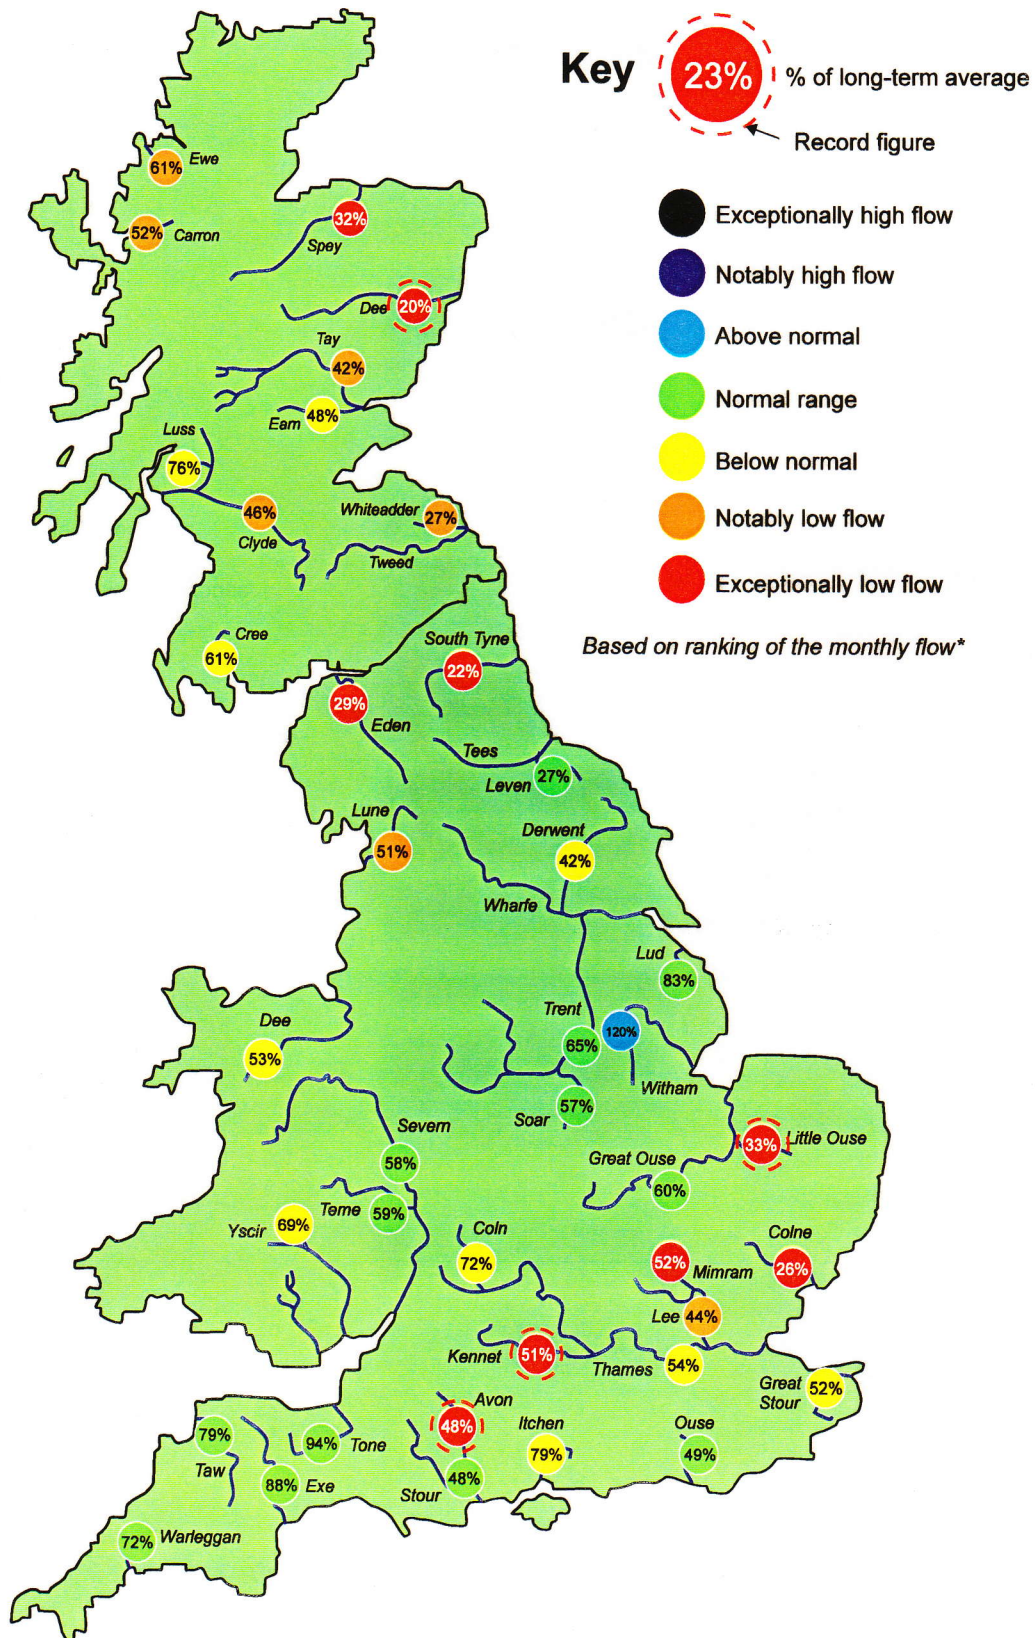 Key
23%
% of long-term average
Record figure
Exceptionally high flow
Notably high flow
Above normal
Normal range
Below normal
Notably low flow
Exceptionally low flow
Based on ranking of the monthly flow*
61%
Ewe
52%
Carron
32%
Spey
Dee
20%
Tay
42%
Earn
48%
Luss
76%
46%
Clyde
Whiteadder
27%
Tweed
Cree
61%
South Tyne
22%
29%
Eden
Tees
Leven
27%
Lune
51%
Derwent
42%
Wharfe
Lud
83%
Trent
65%
120%
Witham
Dee
53%
Soar
57%
Severn
58%
33%
Little Ouse
Great Ouse
60%
Teme
59%
Yscir
69%
Coln
72%
52%
Mimram
Colne
26%
Lee
44%
Kennet
51%
Thames
54%
Great
Stour
52%
Avon
48%
Itchen
79%
Ouse
49%
79%
Taw
94%
Tone
88%
Exe
Stour
48%
72%
Warleggan